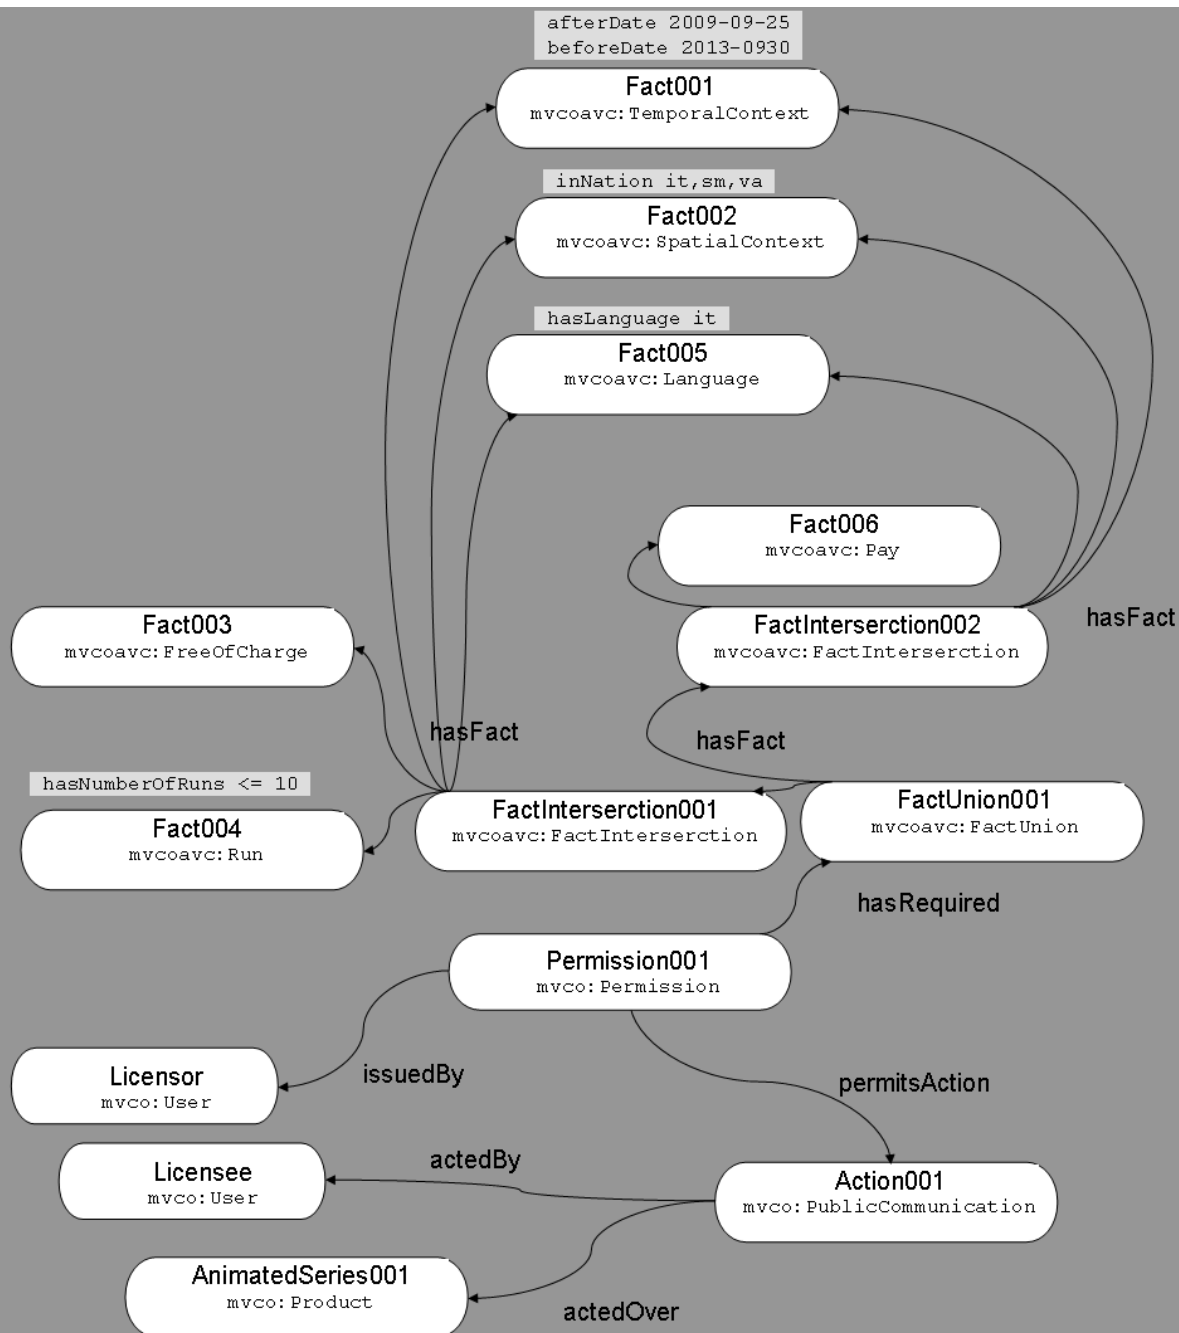 afterDate 2009-09-25
beforeDate 2013-0930
Fact001
mvcoavc:TemporalContext
inNation it,sm,va
Fact002
mvcoavc:SpatialContext
hasLanguage it
Fact005
mvcoavc:Language
Fact006
mvcoavc:Pay
hasFact
Fact003
mvcoavc:FreeOfCharge
FactInterserction002
mvcoavc:FactInterserction
hasFact
hasFact
hasNumberOfRuns <= 10
Fact004
mvcoavc:Run
FactInterserction001
mvcoavc:FactInterserction
FactUnion001
mvcoavc:FactUnion
hasRequired
Permission001
mvco:Permission
issuedBy
permitsAction
Licensor
mvco:User
actedBy
Licensee
mvco:User
Action001
mvco:PublicCommunication
AnimatedSeries001
mvco:Product
actedOver